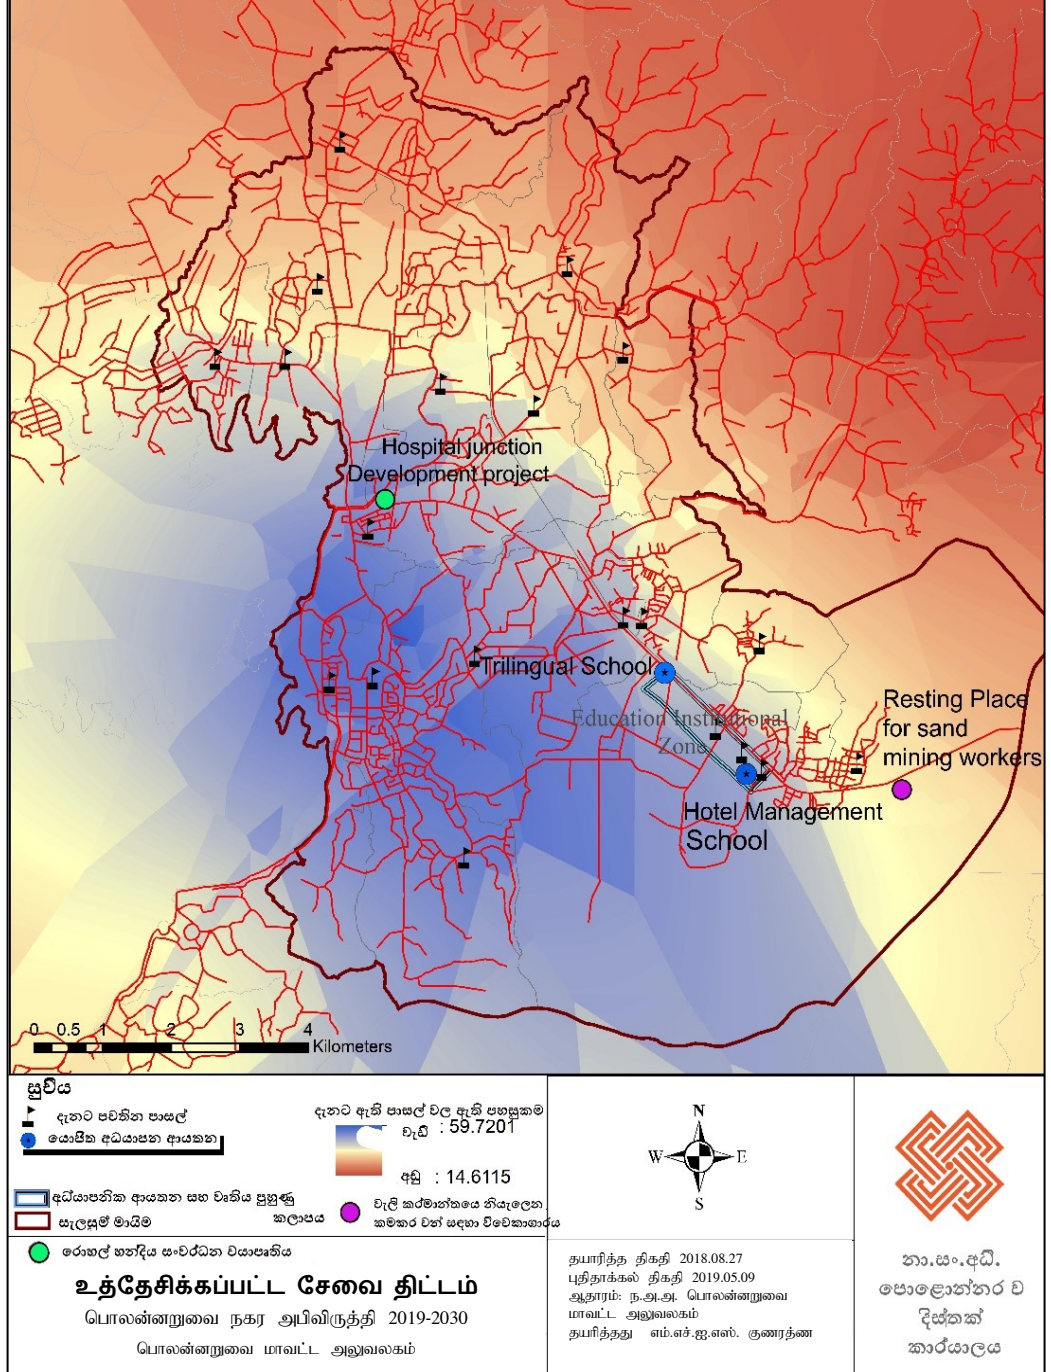 Hospital junction
Development project
Trilingual School
Education Institutional
Zone
Resting Place
for sand
mining workers
Hotel Management
School
0 0.5 1 2 3 4
Kilometers
සූචිය
දැනට පවතින පාසල්
යොජිත අධයාපන ආයතන
අධ්යාපනික ආයතන සහ වෘතිය පුහුණු
කලාපය
සැලසුම් මායිම
රොහල් හන්දිය සංවර්ධන ව්යාපෘතිය
දැනට ඇති පාසල් වල ඇති පහසුකම
වැඩි : 59.7201
අඩු : 14.6115
වැලි කර්මාන්තයෙ නියැලෙන
කම්කරු වන් සඳහා විවේකාගාරය
உத்தேசிக்கப்பட்ட சேவை திட்டம்
பொலன்னறுவை நகர அபிவிருத்தி 2019-2030
பொலன்னறுவை மாவட்ட அலுவலகம்
N
W E
S
தயாரித்த திகதி 2018.08.27
புதிதாக்கல் திகதி 2019.05.09
ஆதாரம்: ந.அ.அ. பொலன்னறுவை
மாவட்ட அலுவலகம்
தயாரித்தது எம்.எச்.ஐ.எஸ். குணரத்ண
නා.සං.අධි.
පොළොන්නරු ව
දිස්ත්‍රික්
කාර්යාලය